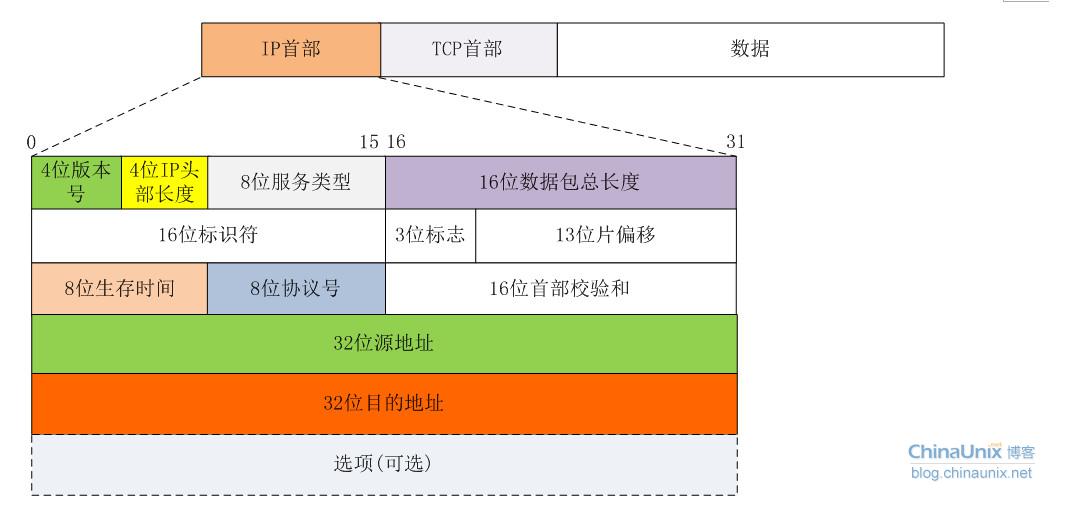 IP首部 TCP首部 数据
0 15 16 31
4位版本号 4位IP头部长度 8位服务类型 16位数据包总长度
16位标识符 3位标志 13位片偏移
8位生存时间 8位协议号 16位首部校验和
32位源地址
32位目的地址
选项(可选)
ChinaUnix.net 博客
blog.chinaunix.net